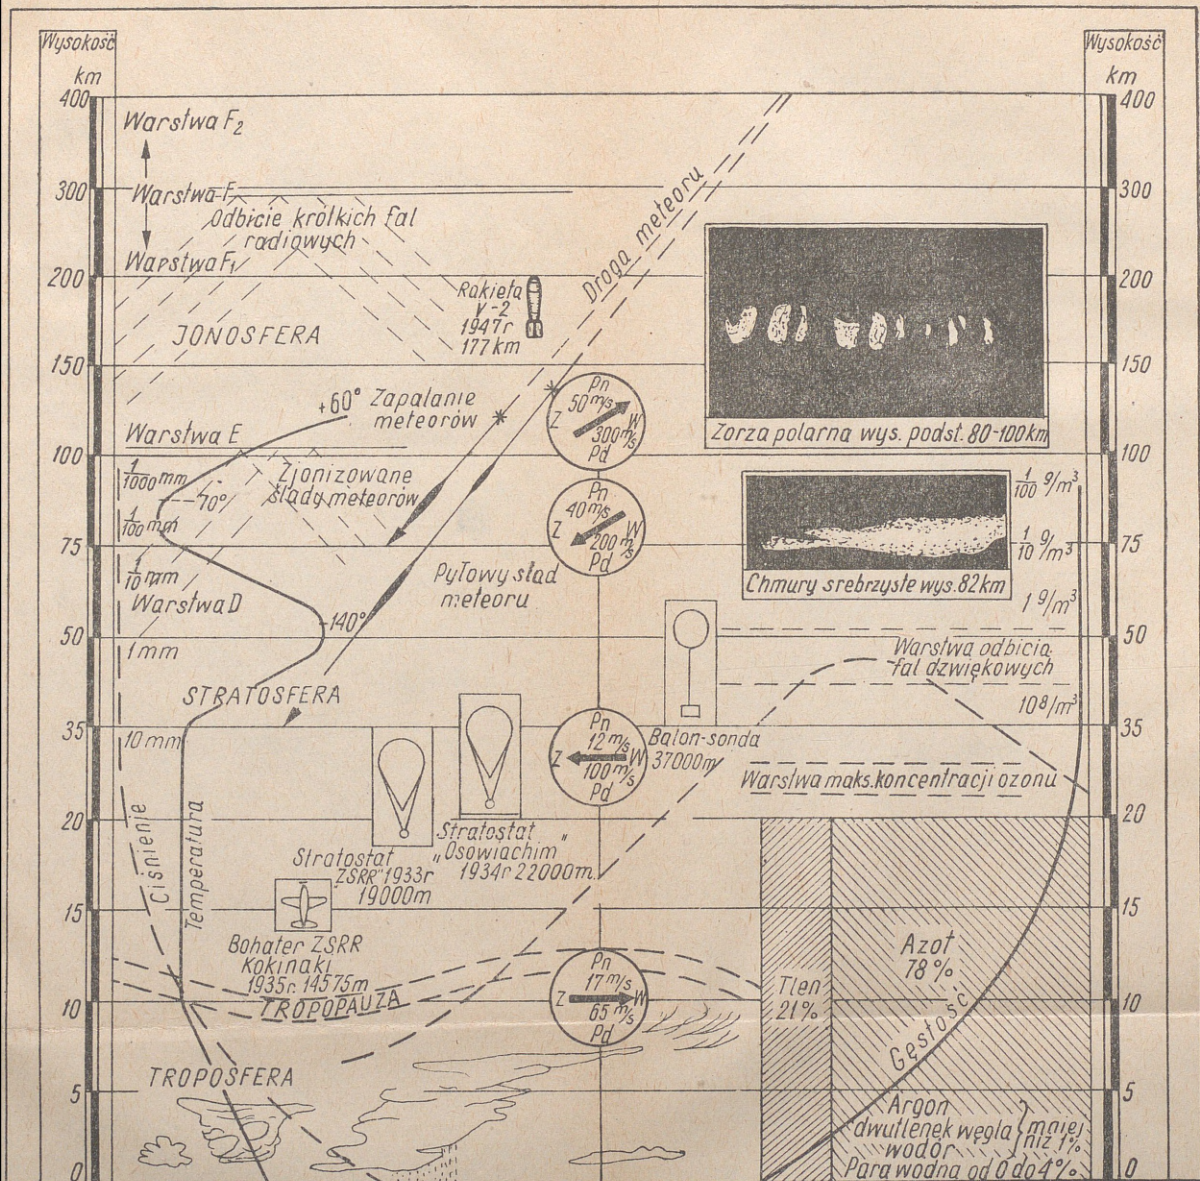 Wysokość
km
400
300
200
150
100
75
50
35
20
15
10
5
0
Warstwa F2
Warstwa F
Odbicie krótkich fal
radiowych
Warstwa F1
JONOSFERA
Rakieta
V-2
1947r
177km
Droga meteoru
+60°
Zapalanie
meteorów
Warstwa E
1/1000 mm
-70°
Zjonizowane
ślady meteorów
1/100 mm
1/10 mm
Warstwa D
-140°
1mm
Pyłowy ślad
meteoru
STRATOSFERA
10mm
Ciśnienie
Temperatura
Stratostat
"ZSRR" 1933r
19000m
Stratostat
"Osowiachim"
1934r 22000m.
Bohater ZSRR
Kokinaki
1935r. 14575m
TROPOPAUZA
TROPOSFERA
Pn
50 m/s
Z W
300 m/s
Pd
Pn
40 m/s
Z W
200 m/s
Pd
Pn
12 m/s
Z W
100 m/s
Pd
Pn
17 m/s
Z W
65 m/s
Pd
Zorza polarna wys. podst. 80-100km
Chmury srebrzyste wys. 82km
1/100 g/m³
1/10 g/m³
1 g/m³
10 g/m³
Warstwa odbicia
fal dzwiękowych
Balon-sonda
37000m
Warstwa maks. koncentracji ozonu
Tlen
21%
Azot
78%
Gęstość
Argon
dwutlenek węgla
wodór
mniej
niż 1%
Para wodna od 0 do 4%
Wysokość
km
400
300
200
150
100
75
50
35
20
15
10
5
0